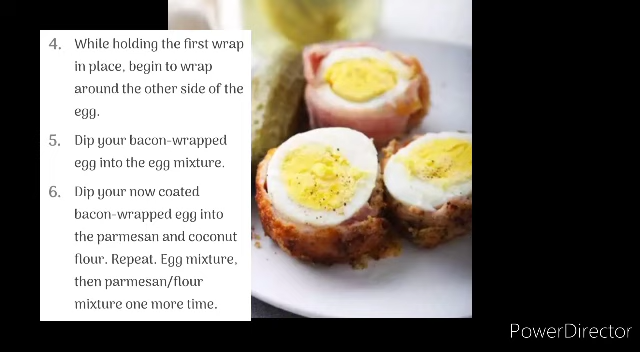 4. While holding the first wrap
in place, begin to wrap
around the other side of the
egg.
5. Dip your bacon-wrapped
egg into the egg mixture.
6. Dip your now coated
bacon-wrapped egg into
the parmesan and coconut
flour. Repeat. Egg mixture,
then parmesan/flour
mixture one more time.
PowerDirector